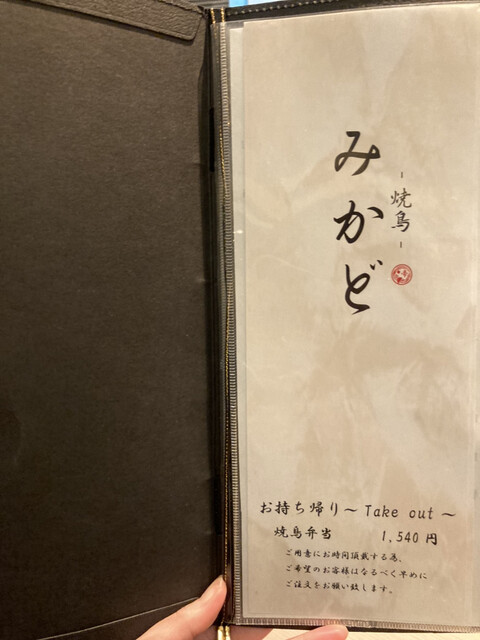 －焼鳥－
みかど
お持ち帰り～Take out～
焼鳥弁当 1,540円
ご用意にお時間頂戴する為、
ご希望のお客様はなるべく早めに
ご注文をお願い致します。